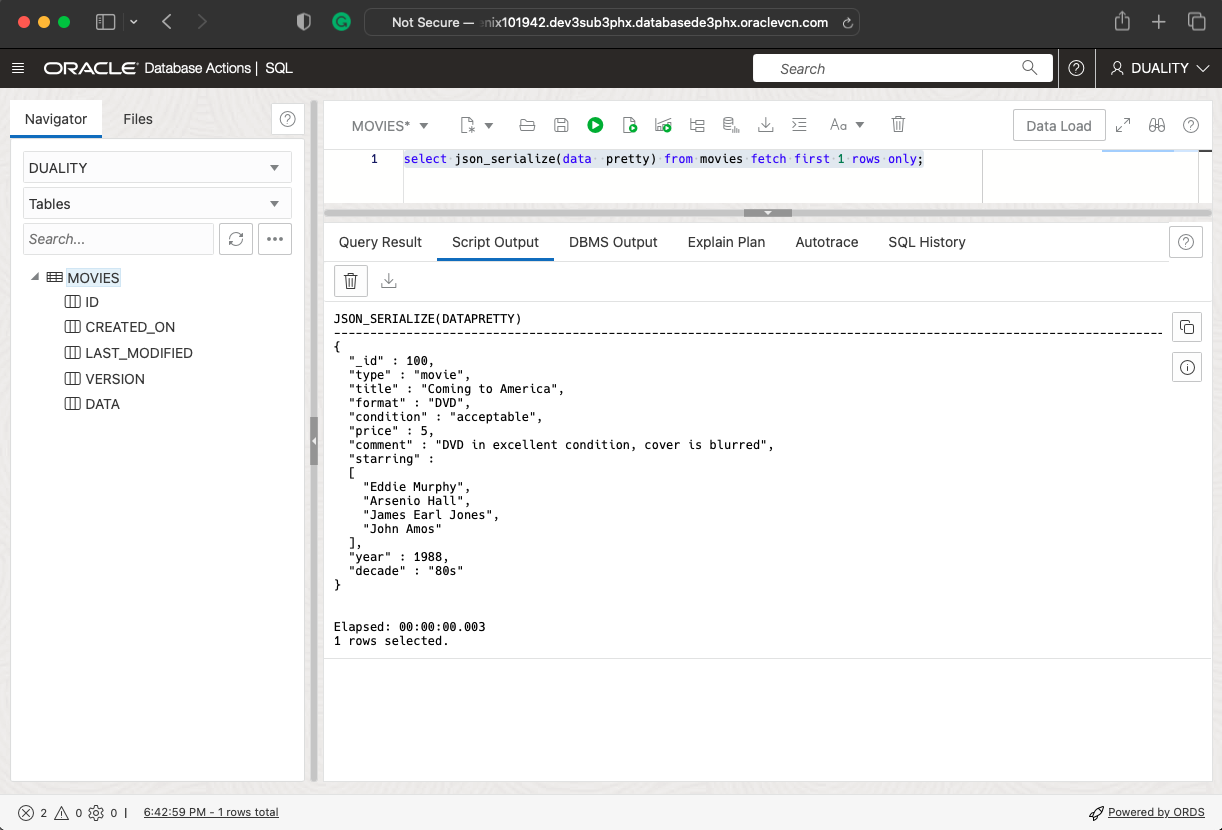 Not Secure — enix101942.dev3sub3phx.databasede3phx.oraclevcn.com
ORACLE Database Actions | SQL
Search
DUALITY
Navigator
Files
DUALITY
Tables
Search...
MOVIES
ID
CREATED_ON
LAST_MODIFIED
VERSION
DATA
MOVIES*
Aa
Data Load
1 select json_serialize(data  pretty) from movies fetch first 1 rows only;
Query Result
Script Output
DBMS Output
Explain Plan
Autotrace
SQL History
JSON_SERIALIZE(DATAPRETTY)
{
"_id" : 100,
"type" : "movie",
"title" : "Coming to America",
"format" : "DVD",
"condition" : "acceptable",
"price" : 5,
"comment" : "DVD in excellent condition, cover is blurred",
"starring" :
[
"Eddie Murphy",
"Arsenio Hall",
"James Earl Jones",
"John Amos"
],
"year" : 1988,
"decade" : "80s"
}
Elapsed: 00:00:00.003
1 rows selected.
2 0 0 | 6:42:59 PM - 1 rows total
Powered by ORDS